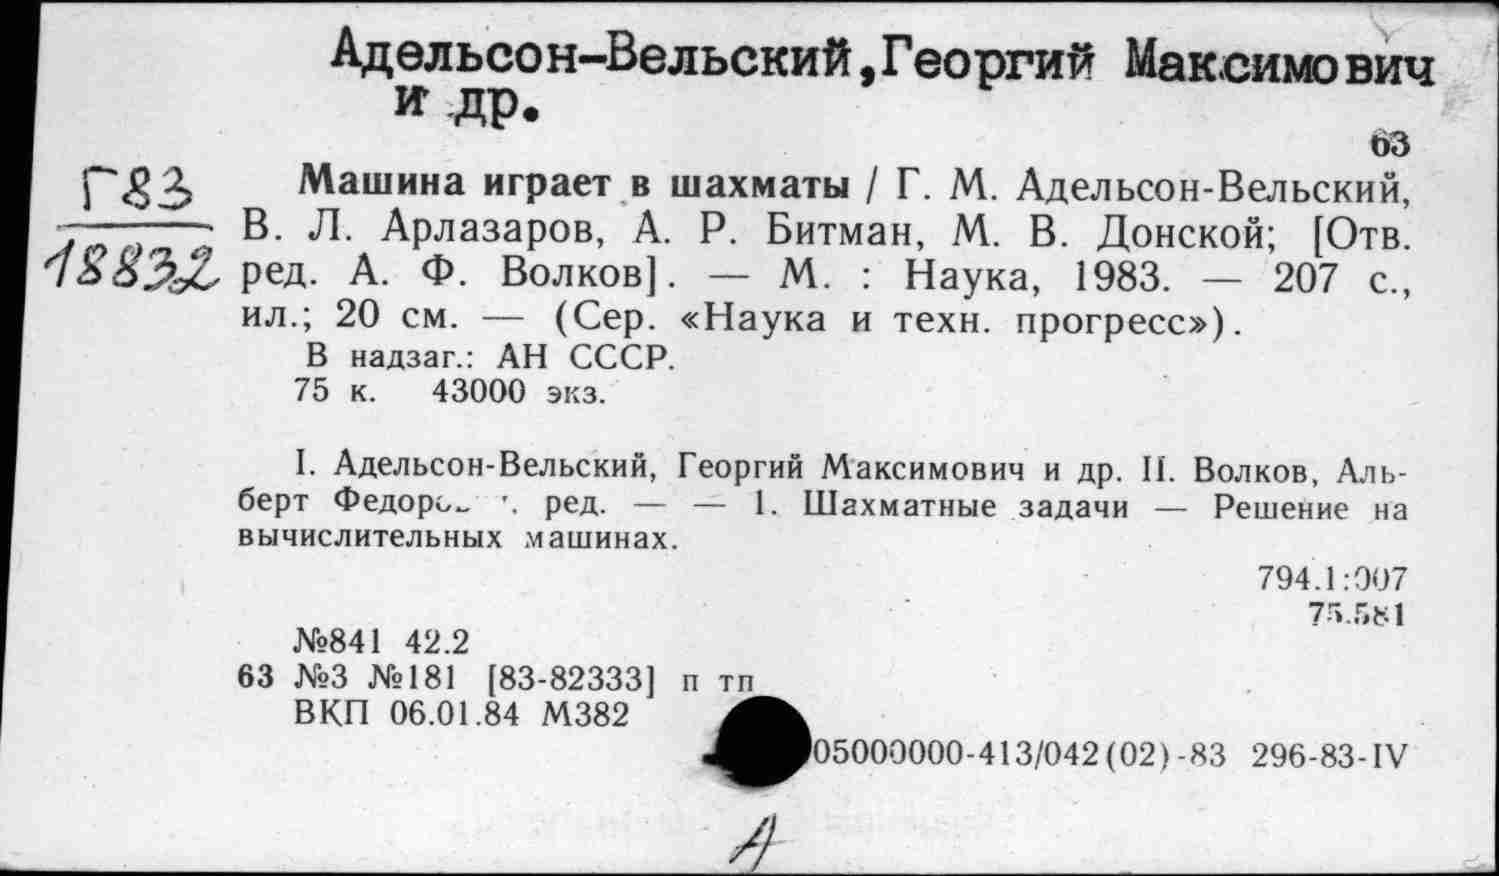 Адельсон-Вельский, Георгий Максимович
и др.
63
Г83
18832
Машина играет в шахматы / Г. М. Адельсон-Вельский,
В. Л. Арлазаров, А. Р. Битман, М. В. Донской; [Отв.
ред. А. Ф. Волков]. — М. : Наука, 1983. — 207 с.,
ил.; 20 см. — (Сер. «Наука и техн. прогресс»).
В надзаг.: АН СССР.
75 к. 43000 экз.
I. Адельсон-Вельский, Георгий Максимович и др. II. Волков, Аль-
берт ред. — — 1. Шахматные задачи — Решение на
вычислительных машинах.
794.1:007
75.581
№841 42.2
63 №3 №181 [83-82333] п тп
ВКП 06.01.84 М382
05000000-413/042(02)-83 296-83-IV
А